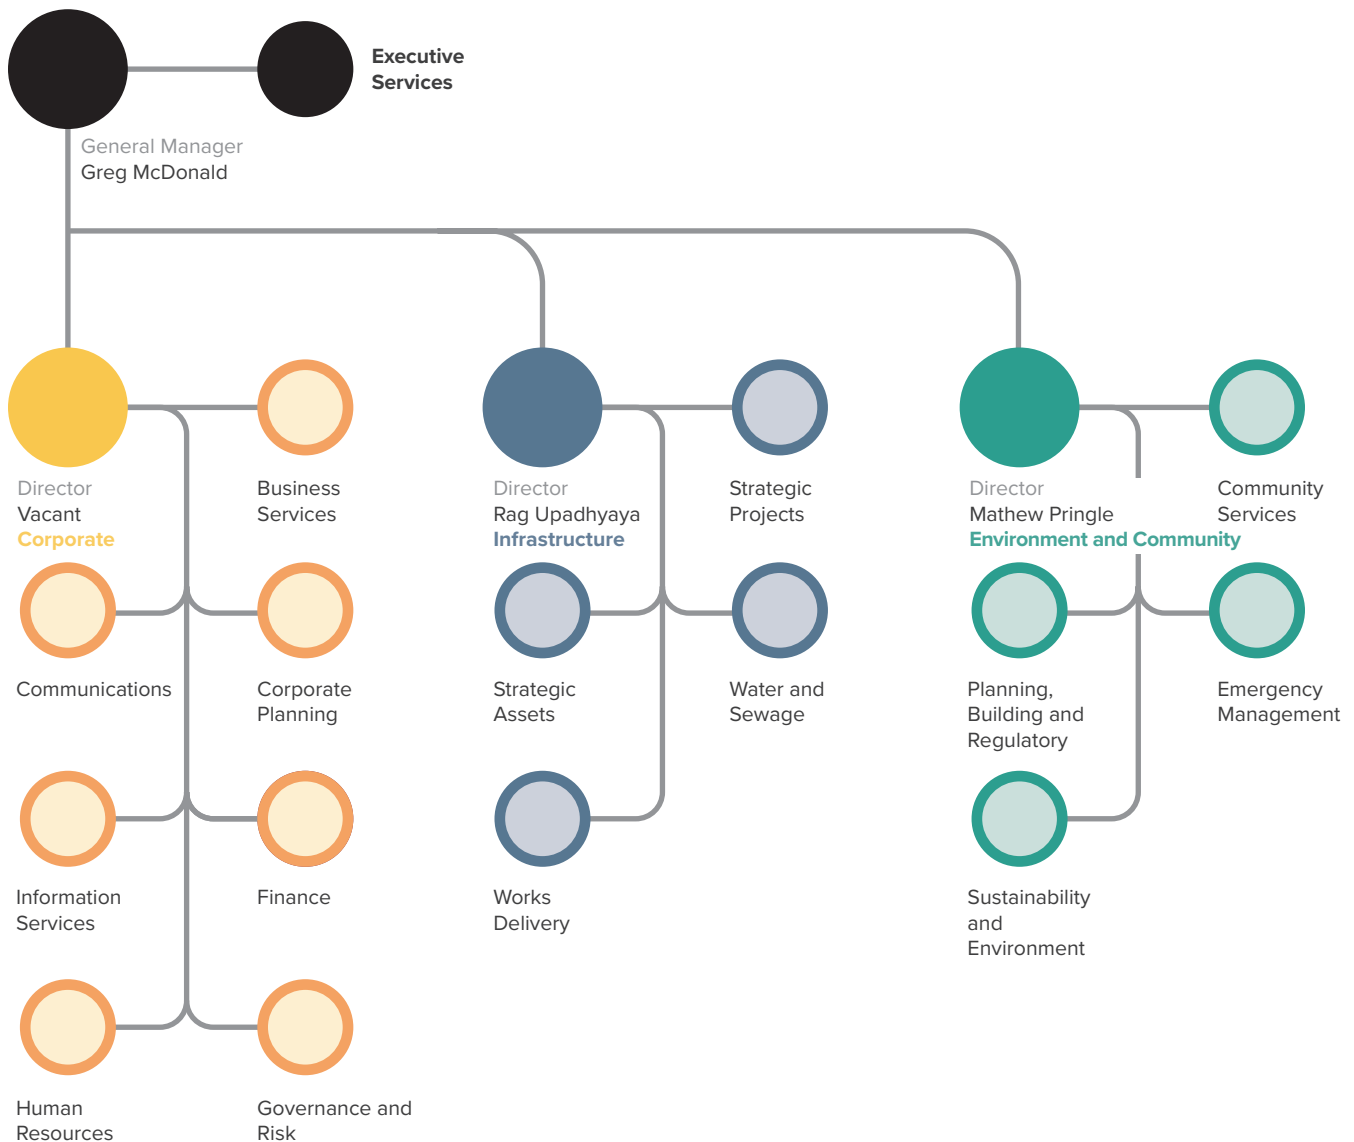 Executive
Services
General Manager
Greg McDonald
Director
Vacant
Corporate
Business
Services
Director
Rag Upadhyaya
Infrastructure
Strategic
Projects
Director
Mathew Pringle
Environment and Community
Community
Services
Communications
Corporate
Planning
Strategic
Assets
Water and
Sewage
Planning,
Building and
Regulatory
Emergency
Management
Information
Services
Finance
Works
Delivery
Sustainability
and
Environment
Human
Resources
Governance and
Risk